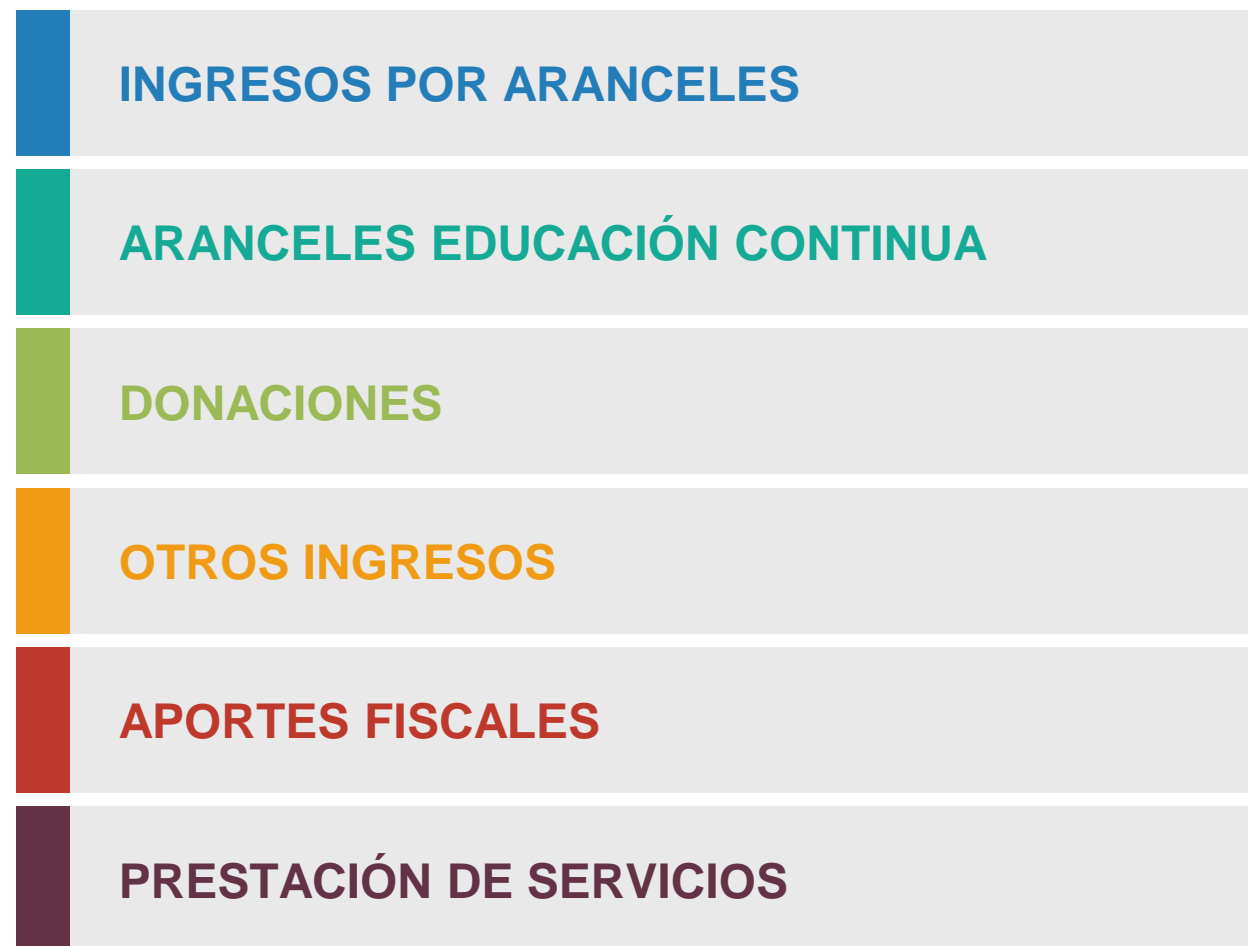 INGRESOS POR ARANCELES
ARANCELES EDUCACIÓN CONTINUA
DONACIONES
OTROS INGRESOS
APORTES FISCALES
PRESTACIÓN DE SERVICIOS